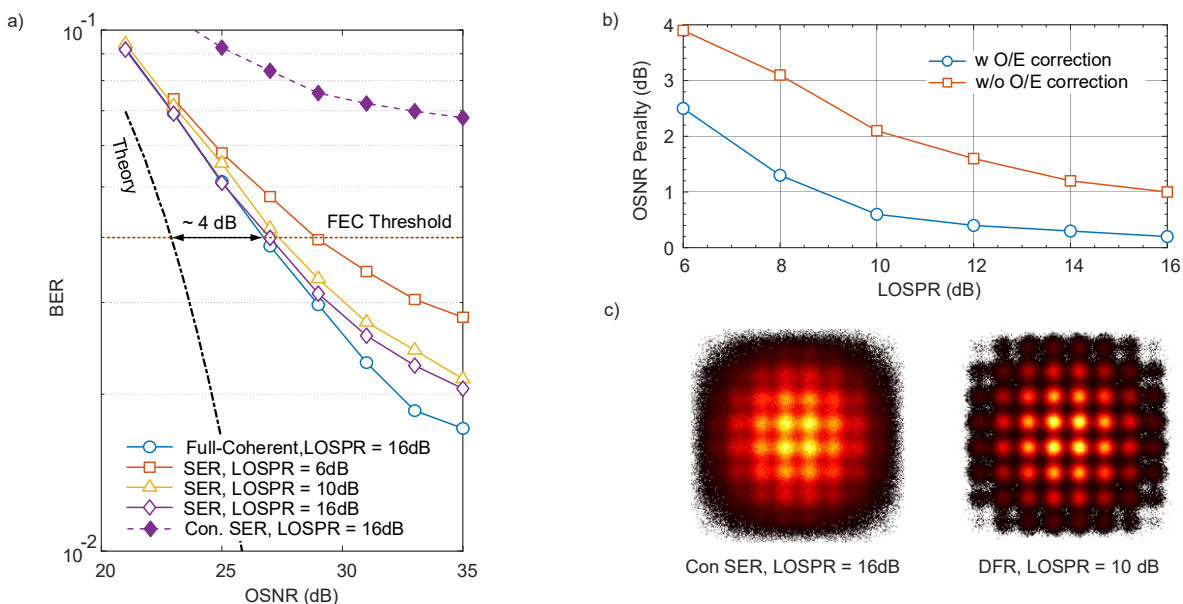 a)
10-1
Theory
~ 4 dB
FEC Threshold
BER
Full-Coherent,LOSPR = 16dB
SER, LOSPR = 6dB
SER, LOSPR = 10dB
SER, LOSPR = 16dB
Con. SER, LOSPR = 16dB
10-2
20 25 30 35
OSNR (dB)
b)
4
3
2
1
0
OSNR Penalty (dB)
w O/E correction
w/o O/E correction
6 8 10 12 14 16
LOSPR (dB)
c)
Con SER, LOSPR = 16dB
DFR, LOSPR = 10 dB